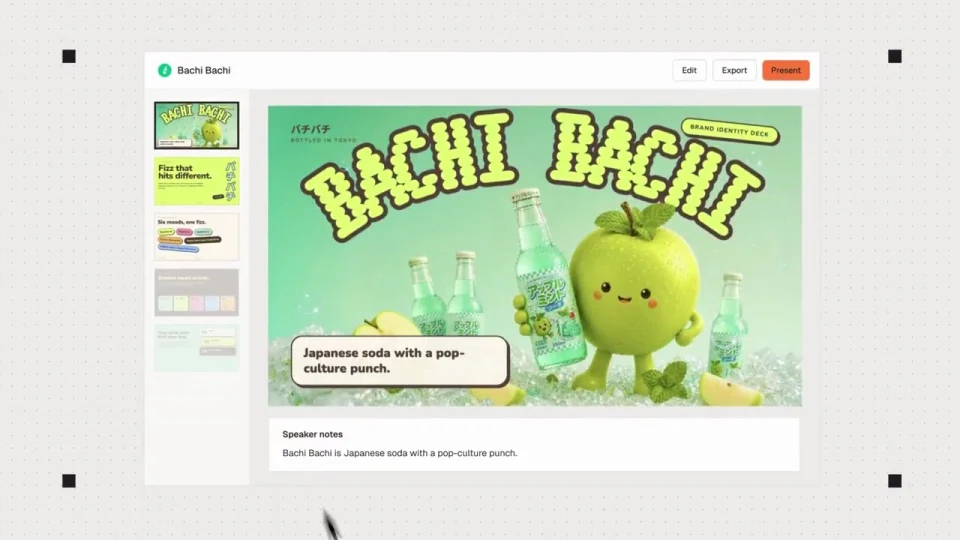 Bachi Bachi
Edit
Export
Present
BACHI BACHI
Fizz that
hits different.
バチバチ
Six moods, one fizz.
バチバチ
BOTTLED IN TOKYO
BACHI BACHI
BRAND IDENTITY DECK
アップル
ミント
Japanese soda with a pop-
culture punch.
Speaker notes
Bachi Bachi is Japanese soda with a pop-culture punch.